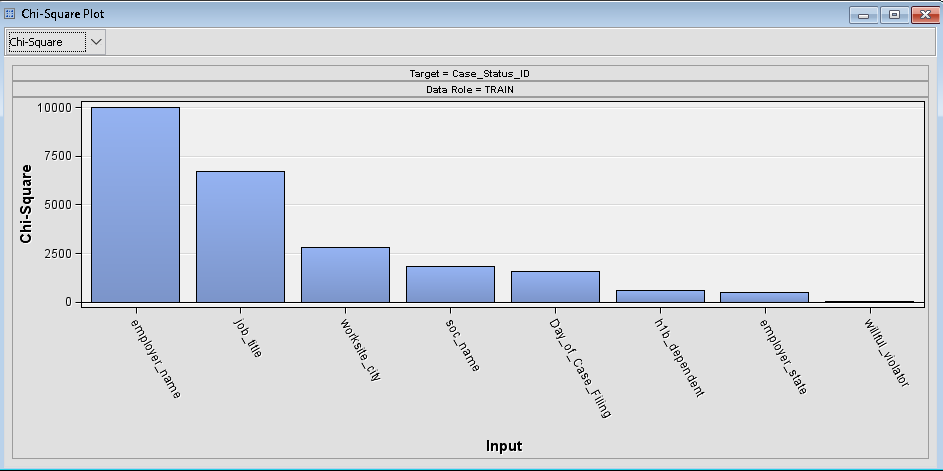 Chi-Square Plot
Chi-Square
Target = Case_Status_ID
Data Role = TRAIN
Chi-Square
10000
7500
5000
2500
0
employer_name
job_title
worksite_city
soc_name
Day_of_Case_Filing
h1b_dependent
employer_state
willful_violator
Input